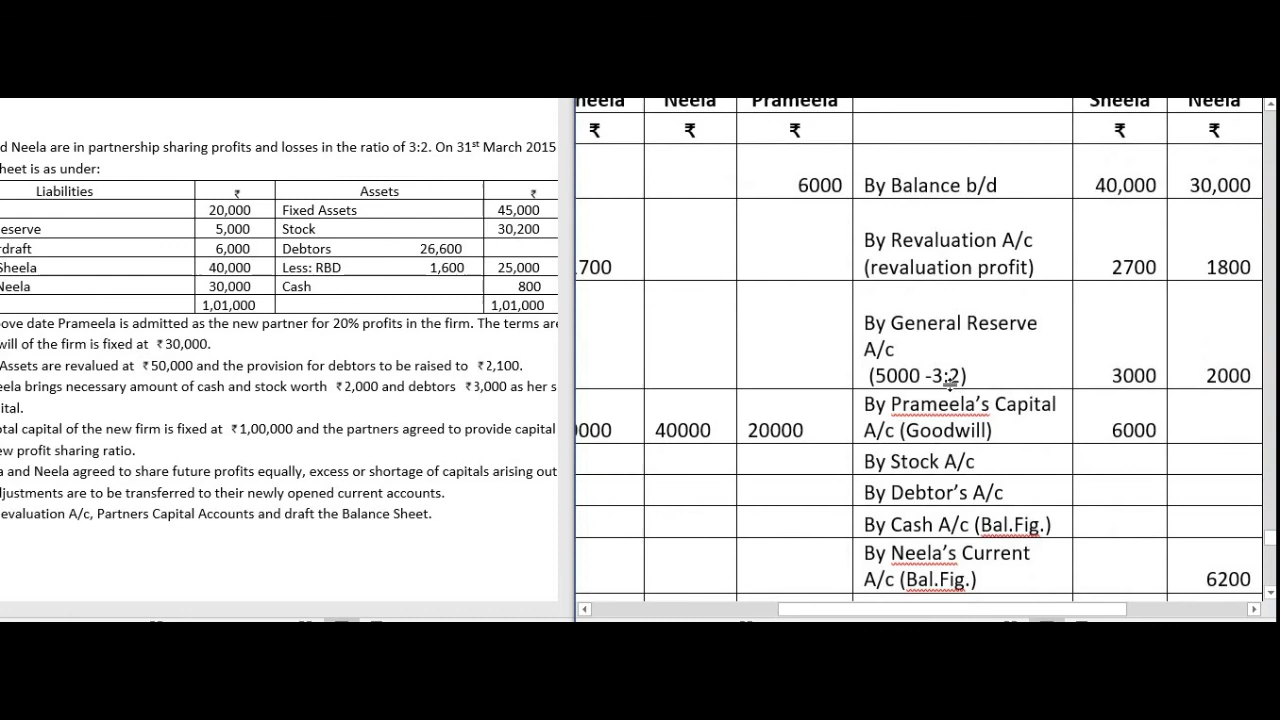 d Neela are in partnership sharing profits and losses in the ratio of 3:2. On 31st March 2015
heet is as under:
Liabilities ₹ Assets ₹
20,000 Fixed Assets 45,000
eserve 5,000 Stock 30,200
rdraft 6,000 Debtors 26,600
Sheela 40,000 Less: RBD 1,600 25,000
Neela 30,000 Cash 800
1,01,000 1,01,000
ove date Prameela is admitted as the new partner for 20% profits in the firm. The terms are
will of the firm is fixed at ₹30,000.
Assets are revalued at ₹50,000 and the provision for debtors to be raised to ₹2,100.
eela brings necessary amount of cash and stock worth ₹2,000 and debtors ₹3,000 as her s
ital.
otal capital of the new firm is fixed at ₹1,00,000 and the partners agreed to provide capital
ew profit sharing ratio.
a and Neela agreed to share future profits equally, excess or shortage of capitals arising out
djustments are to be transferred to their newly opened current accounts.
evaluation A/c, Partners Capital Accounts and draft the Balance Sheet.
heela Neela Prameela Sheela Neela
₹ ₹ ₹ ₹ ₹
6000 By Balance b/d 40,000 30,000
By Revaluation A/c
700 (revaluation profit) 2700 1800
By General Reserve
A/c
(5000 -3:2) 3000 2000
By Prameela's Capital
000 40000 20000 A/c (Goodwill) 6000
By Stock A/c
By Debtor's A/c
By Cash A/c (Bal.Fig.)
By Neela's Current
A/c (Bal.Fig.) 6200